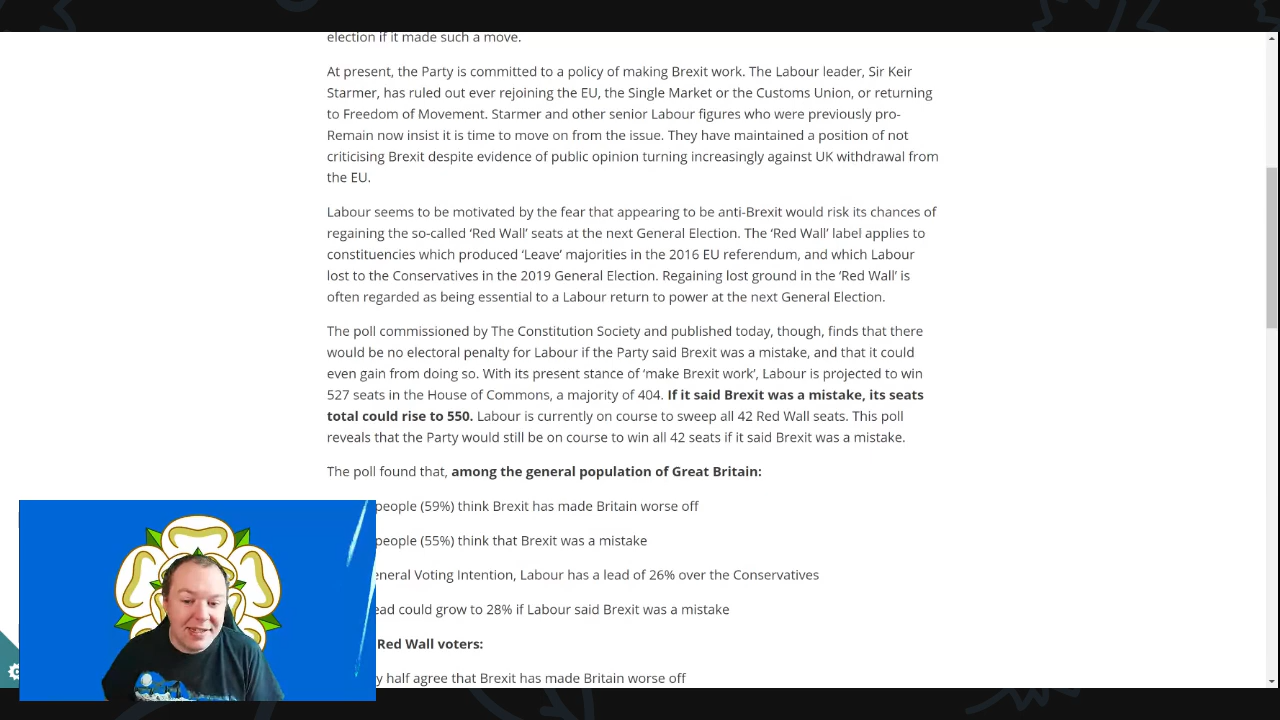 election if it made such a move.
At present, the Party is committed to a policy of making Brexit work. The Labour leader, Sir Keir
Starmer, has ruled out ever rejoining the EU, the Single Market or the Customs Union, or returning
to Freedom of Movement. Starmer and other senior Labour figures who were previously pro-
Remain now insist it is time to move on from the issue. They have maintained a position of not
criticising Brexit despite evidence of public opinion turning increasingly against UK withdrawal from
the EU.
Labour seems to be motivated by the fear that appearing to be anti-Brexit would risk its chances of
regaining the so-called ‘Red Wall’ seats at the next General Election. The ‘Red Wall’ label applies to
constituencies which produced ‘Leave’ majorities in the 2016 EU referendum, and which Labour
lost to the Conservatives in the 2019 General Election. Regaining lost ground in the ‘Red Wall’ is
often regarded as being essential to a Labour return to power at the next General Election.
The poll commissioned by The Constitution Society and published today, though, finds that there
would be no electoral penalty for Labour if the Party said Brexit was a mistake, and that it could
even gain from doing so. With its present stance of ‘make Brexit work’, Labour is projected to win
527 seats in the House of Commons, a majority of 404. If it said Brexit was a mistake, its seats
total could rise to 550. Labour is currently on course to sweep all 42 Red Wall seats. This poll
reveals that the Party would still be on course to win all 42 seats if it said Brexit was a mistake.
The poll found that, among the general population of Great Britain:
people (59%) think Brexit has made Britain worse off
people (55%) think that Brexit was a mistake
eneral Voting Intention, Labour has a lead of 26% over the Conservatives
ead could grow to 28% if Labour said Brexit was a mistake
Red Wall voters:
y half agree that Brexit has made Britain worse off